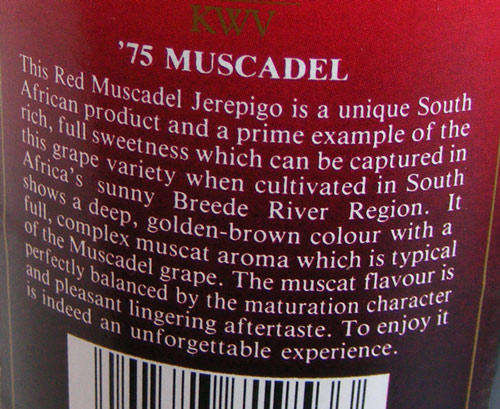 KWV
'75 MUSCADEL
This Red Muscadel Jerepigo is a unique South
African product and a prime example of the
rich, full sweetness which can be captured in
this grape variety when cultivated in South
Africa's sunny Breede River Region. It
shows a deep, golden-brown colour with a
full, complex muscat aroma which is typical
of the Muscadel grape. The muscat flavour is
perfectly balanced by the maturation character
and pleasant lingering aftertaste. To enjoy it
is indeed an unforgettable experience.